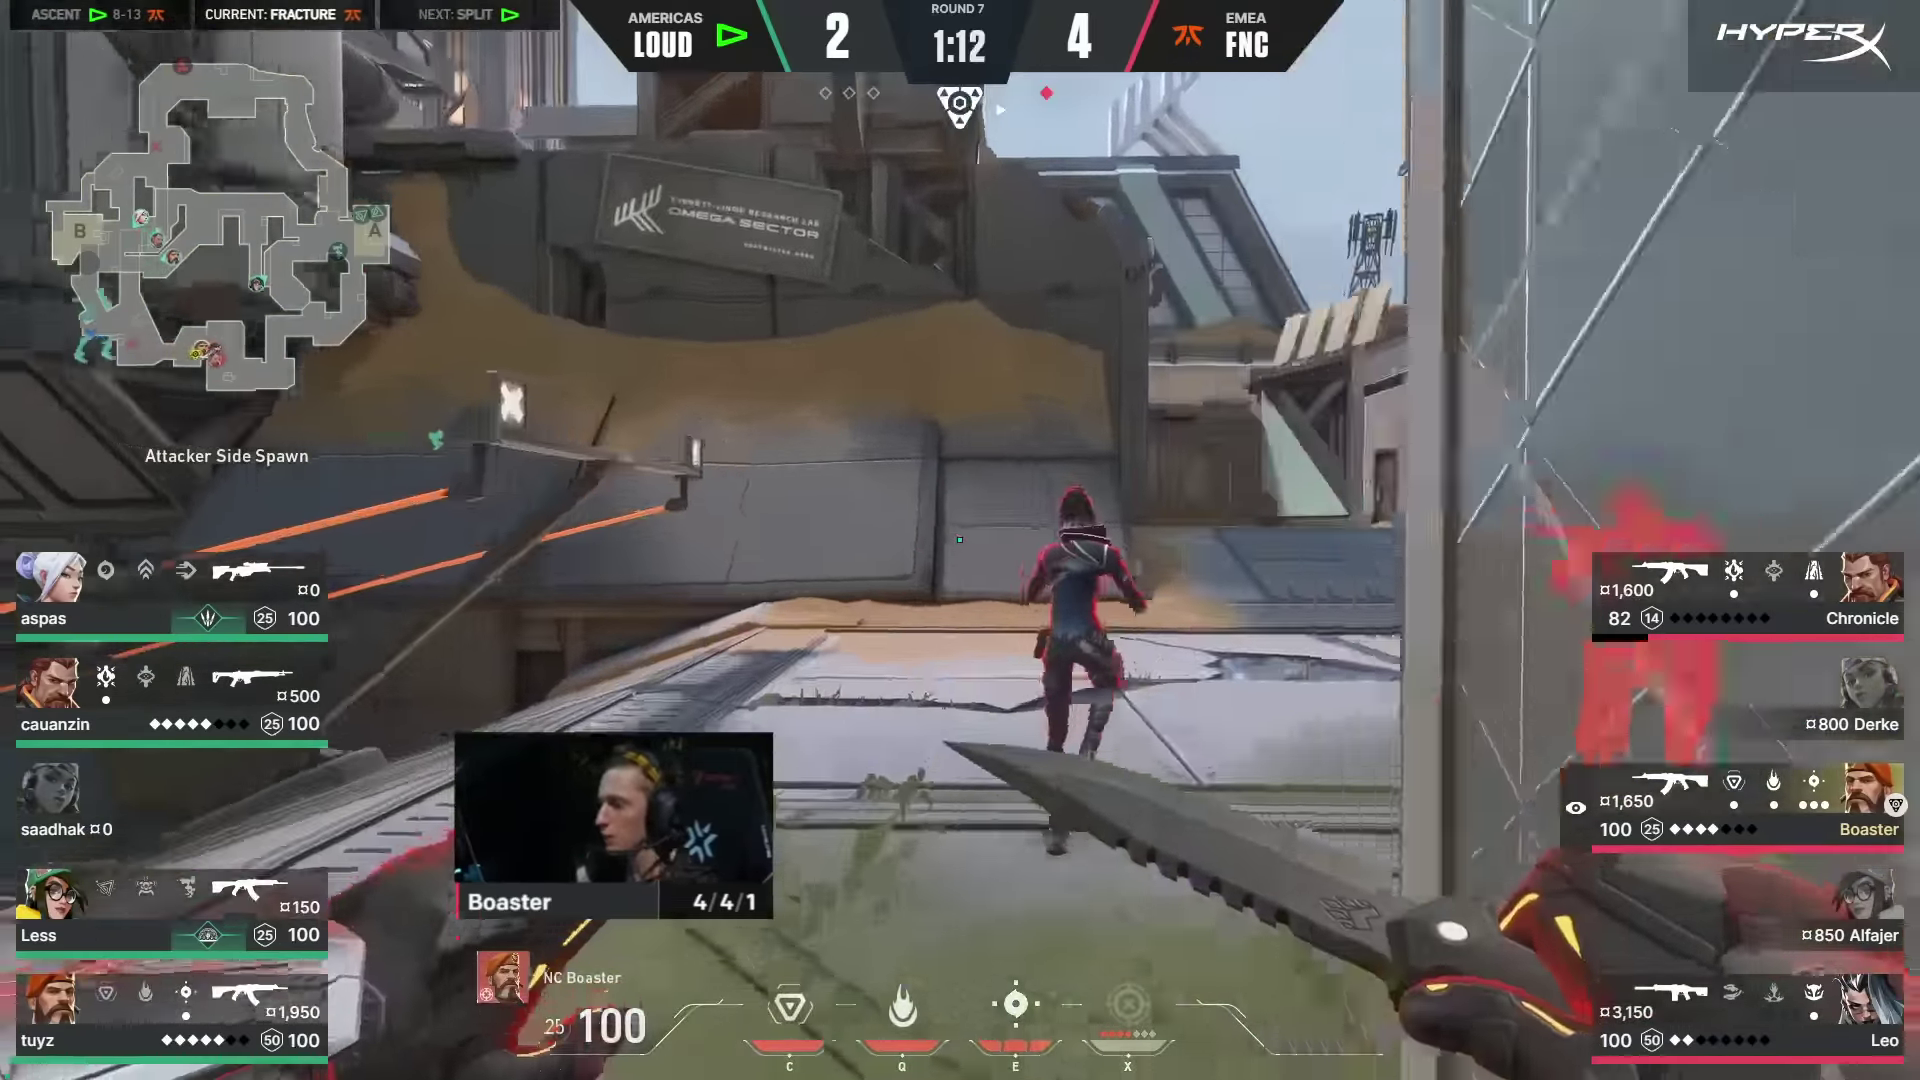 ASCENT 8-13
CURRENT: FRACTURE
NEXT: SPLIT
AMERICAS
LOUD
2
ROUND 7
1:12
4
EMEA
FNC
HYPERX
OMEGA SECTOR
B
A
Attacker Side Spawn
¤0
aspas 25 100
¤500
cauanzin 25 100
saadhak ¤0
¤150
Less 25 100
¤1,950
tuyz 50 100
¤1,600
82 14 Chronicle
¤800 Derke
¤1,650
100 25 Boaster
¤850 Alfajer
¤3,150
100 50 Leo
Boaster 4/4/1
NC Boaster
25 100
C Q E X